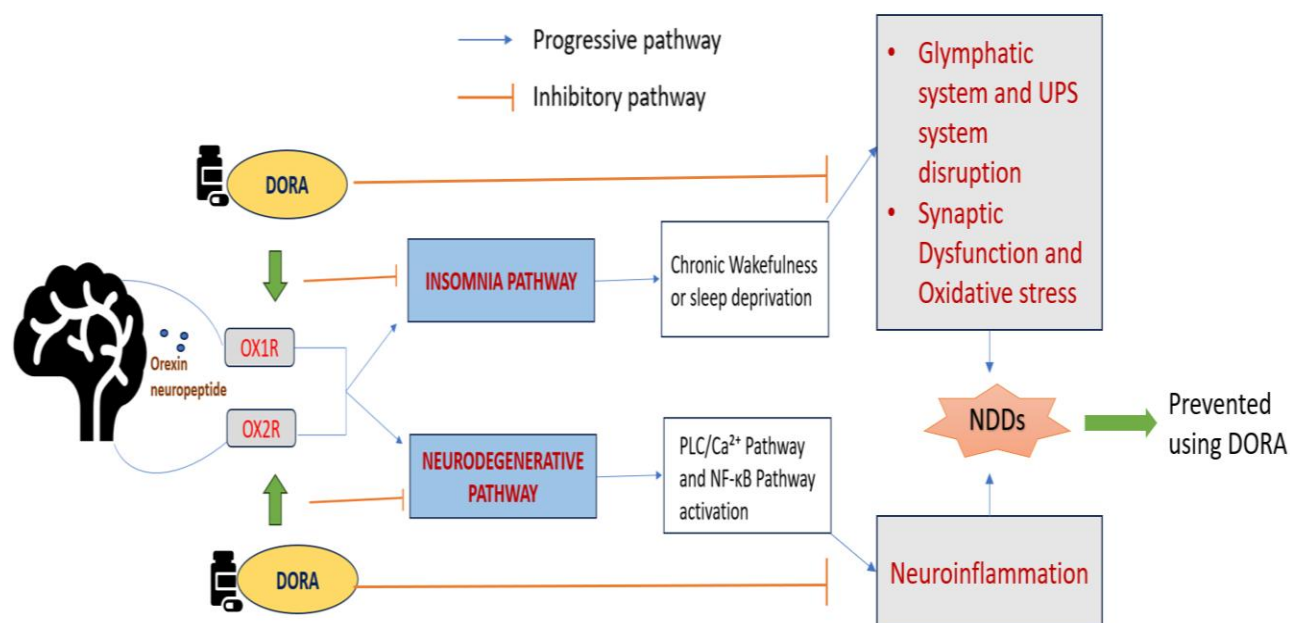 Progressive pathway
Inhibitory pathway
DORA
• Glymphatic
system and UPS
system
disruption
• Synaptic
Dysfunction and
Oxidative stress
INSOMNIA PATHWAY
Chronic Wakefulness
or sleep deprivation
Orexin
neuropeptide
OX1R
OX2R
NEURODEGENERATIVE
PATHWAY
PLC/Ca²⁺ Pathway
and NF-κB Pathway
activation
NDDs
Prevented
using DORA
DORA
Neuroinflammation